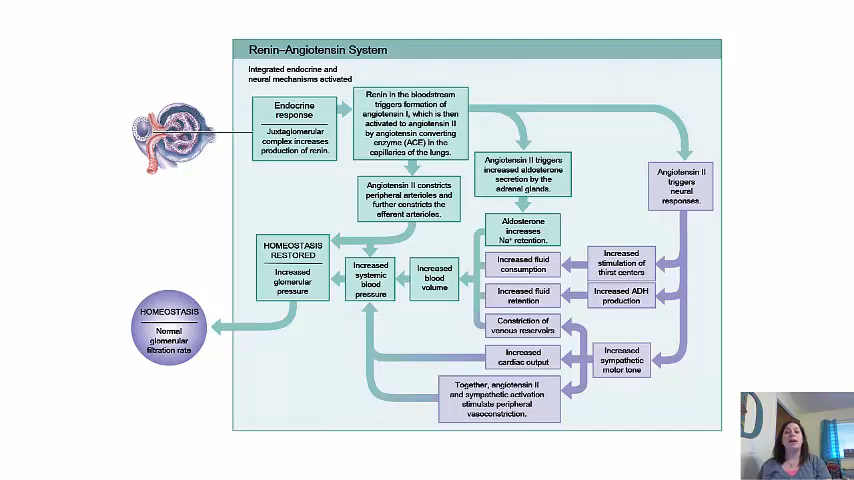 Renin–Angiotensin System
Integrated endocrine and
neural mechanisms activated
Endocrine
response
Juxtaglomerular
complex increases
production of renin.
Renin in the bloodstream
triggers formation of
angiotensin I, which is then
activated to angiotensin II
by angiotensin converting
enzyme (ACE) in the
capillaries of the lungs.
Angiotensin II constricts
peripheral arterioles and
further constricts the
efferent arterioles.
Angiotensin II triggers
increased aldosterone
secretion by the
adrenal glands.
Angiotensin II
triggers
neural
responses.
Aldosterone
increases
Na⁺ retention.
HOMEOSTASIS
RESTORED
Increased
glomerular
pressure
Increased
systemic
blood
pressure
Increased
blood
volume
Increased fluid
consumption
Increased
stimulation of
thirst centers
Increased fluid
retention
Increased ADH
production
Constriction of
venous reservoirs
Increased
cardiac output
Increased
sympathetic
motor tone
Together, angiotensin II
and sympathetic activation
stimulate peripheral
vasoconstriction.
HOMEOSTASIS
Normal
glomerular
filtration rate
D